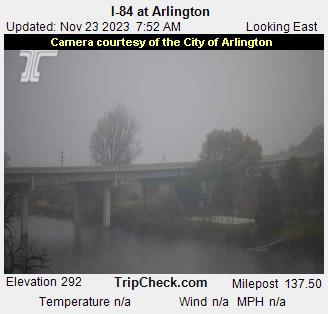 I-84 at Arlington
Updated: Nov 23 2023 7:52 AM Looking East
Camera courtesy of the City of Arlington
Elevation 292 TripCheck.com Milepost 137.50
Temperature n/a Wind n/a MPH n/a